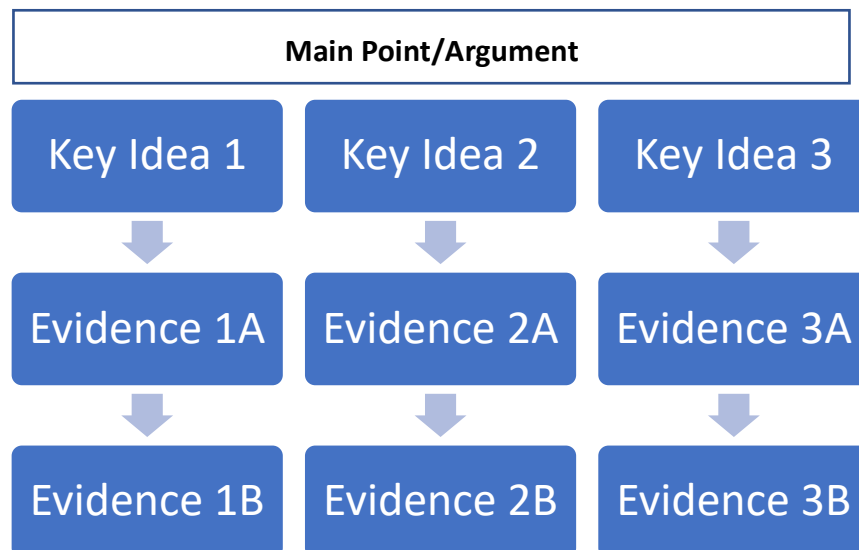 Main Point/Argument
Key Idea 1
Key Idea 2
Key Idea 3
Evidence 1A
Evidence 2A
Evidence 3A
Evidence 1B
Evidence 2B
Evidence 3B